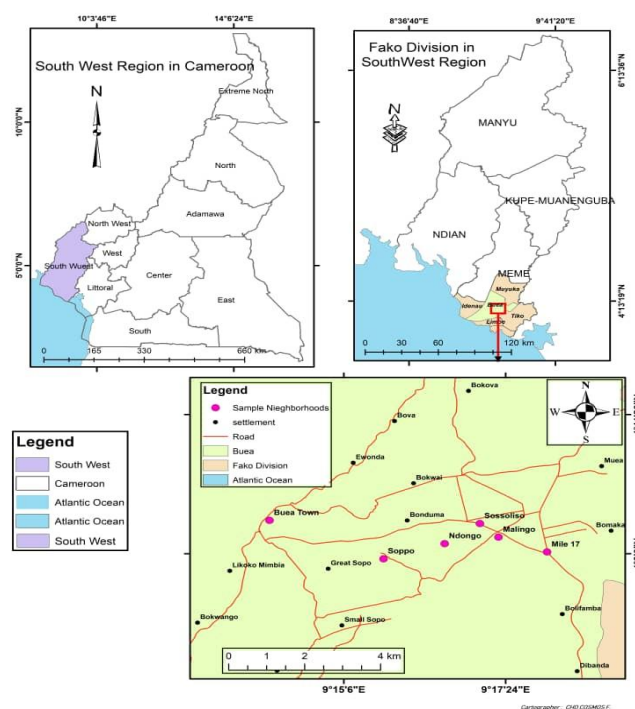 10°3'46"E
14°6'24"E
South West Region in Cameroon
N
Extreme North
10°0'0"N
North
Adamawa
North West
5°0'0"N
South Wuest
West
Center
Littoral
East
South
0 165 330 660 km
8°36'40"E
9°41'20"E
Fako Division in
SouthWest Region
N
MANYU
KUPE-MUANENGUBA
NDIAN
MEME
Muyuka
Idenau
Buea
Tiko
Limbe
0 30 60 120 km
Legend
South West
Cameroon
Atlantic Ocean
Atlantic Ocean
South West
Legend
Sample Nieghborhoods
settlement
Road
Buea
Fako Division
Atlantic Ocean
N
W E
S
Bokova
Bova
Ewonda
Muea
Bokwai
Buea Town
Bonduma
Sossoliso
Malingo
Bomaka
Ndongo
Mile 17
Soppo
Great Sopo
Likoko Mimbia
Bokwango
Small Sopo
Bolifamba
Dibanda
0 1 2 4 km
9°15'6"E
9°17'24"E
Cartographer : CHO COSMOS F.